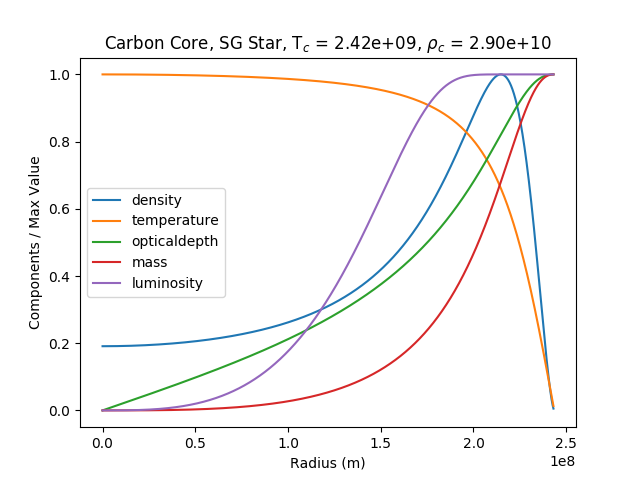 Carbon Core, SG Star, T_c = 2.42e+09, ρ_c = 2.90e+10
Components / Max Value
1.0
0.8
0.6
0.4
0.2
0.0
density
temperature
opticaldepth
mass
luminosity
0.0 0.5 1.0 1.5 2.0 2.5
1e8
Radius (m)